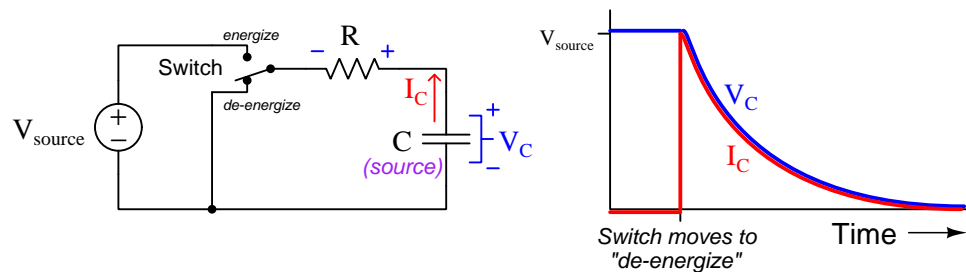 energize
Switch
de-energize
− R +
I_C
V_source
+
−
C
(source)
+
V_C
−
V_source
V_C
I_C
Switch moves to
"de-energize"
Time